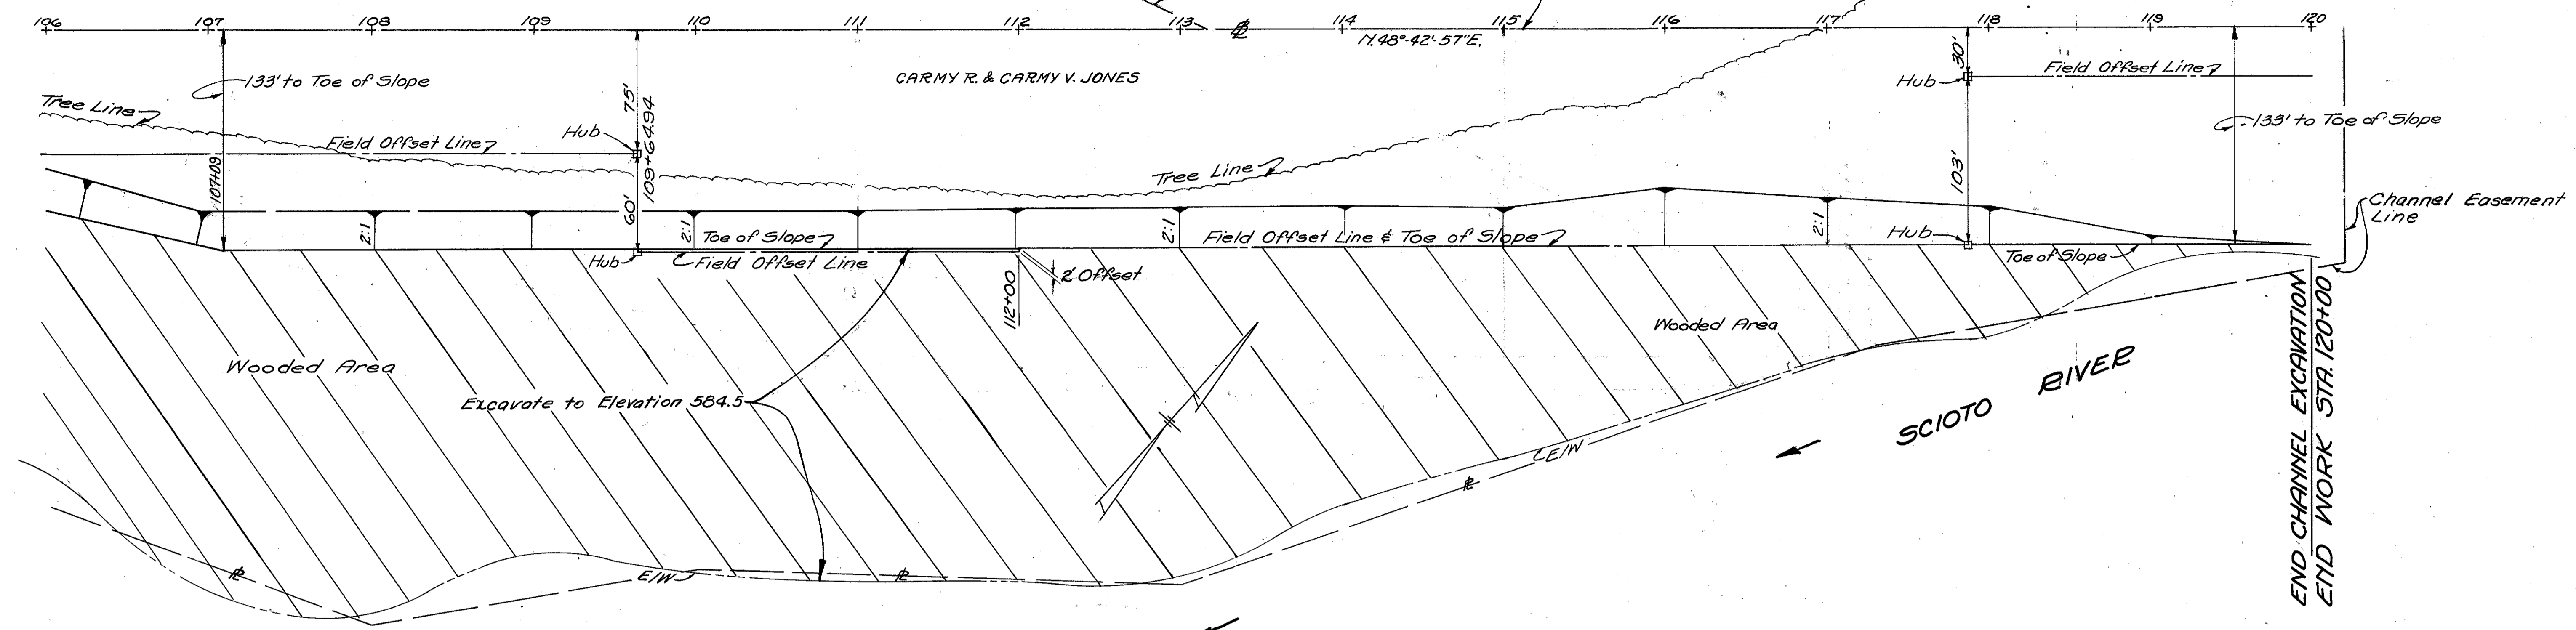 106 107 108 109 110 111 112 113 114 115 116 117 118 119 120
N.48°-42'-57"E.
CARMY R. & CARMY V. JONES
133' to Toe of Slope
Tree Line
Field Offset Line
Hub
75'
109+64.94
60'
107+09
30'
Hub
Field Offset Line
133' to Toe of Slope
103'
Tree Line
Channel Easement
Line
2:1
2:1
2:1
2:1
Toe of Slope
Field Offset Line & Toe of Slope
Hub
Hub
Field Offset Line
Toe of Slope
2' Offset
112+00
Wooded Area
Wooded Area
Excavate to Elevation 584.5
SCIOTO RIVER
E/W
E/W
END CHANNEL EXCAVATION
END WORK STA. 120+00